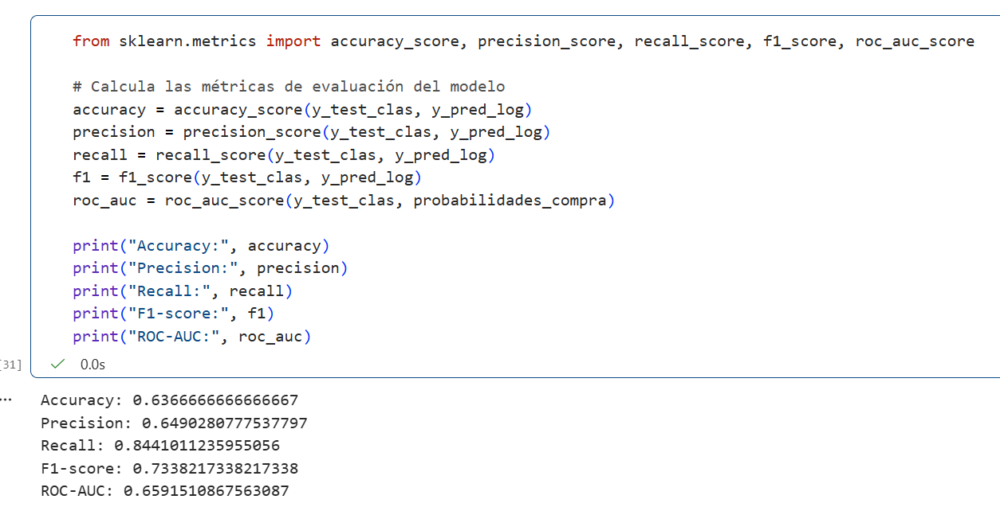 from sklearn.metrics import accuracy_score, precision_score, recall_score, f1_score, roc_auc_score
# Calcula las métricas de evaluación del modelo
accuracy = accuracy_score(y_test_clas, y_pred_log)
precision = precision_score(y_test_clas, y_pred_log)
recall = recall_score(y_test_clas, y_pred_log)
f1 = f1_score(y_test_clas, y_pred_log)
roc_auc = roc_auc_score(y_test_clas, probabilidades_compra)
print("Accuracy:", accuracy)
print("Precision:", precision)
print("Recall:", recall)
print("F1-score:", f1)
print("ROC-AUC:", roc_auc)
[31] ✓ 0.0s
... Accuracy: 0.6366666666666667
Precision: 0.6490280777537797
Recall: 0.8441011235955056
F1-score: 0.7338217338217338
ROC-AUC: 0.6591510867563087